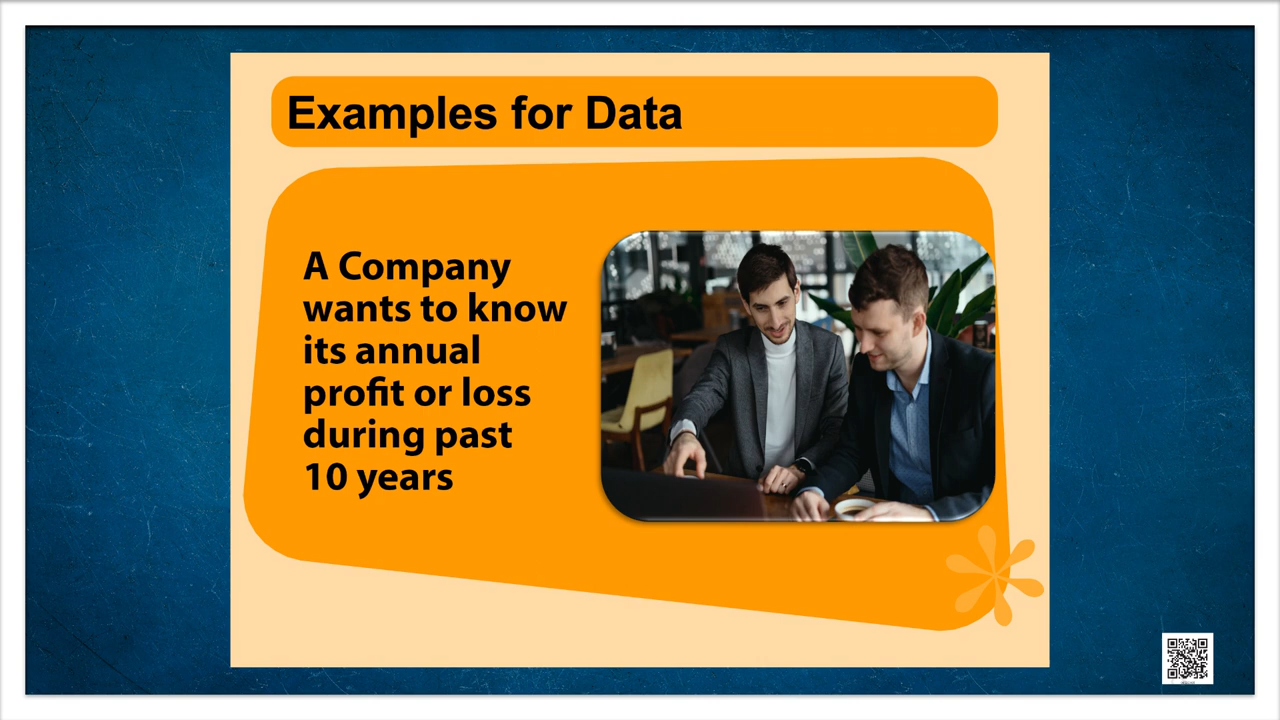 Examples for Data
A Company
wants to know
its annual
profit or loss
during past
10 years